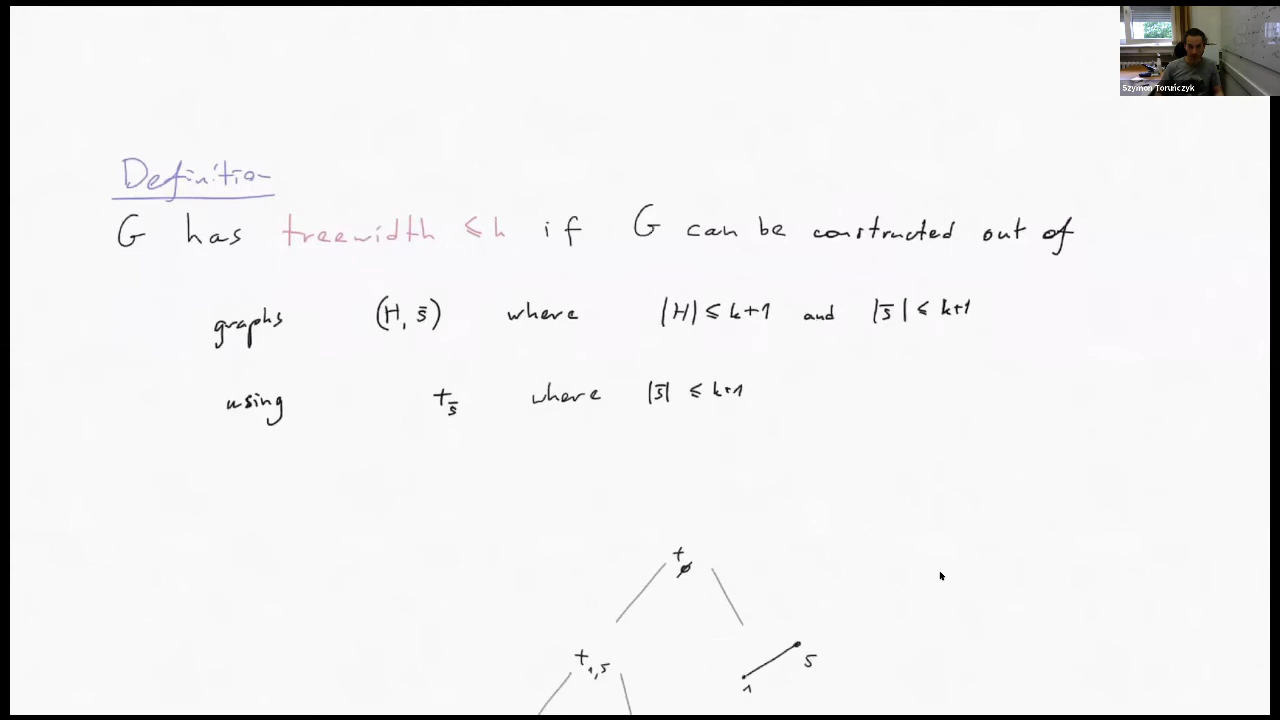 Szymon Toruńczyk
Definition
G has treewidth ≤ k if G can be constructed out of
graphs (H, s̄) where |H| ≤ k+1 and |s̄| ≤ k+1
using +s̄ where |s̄| ≤ k+1
+∅
+1,5
5
1